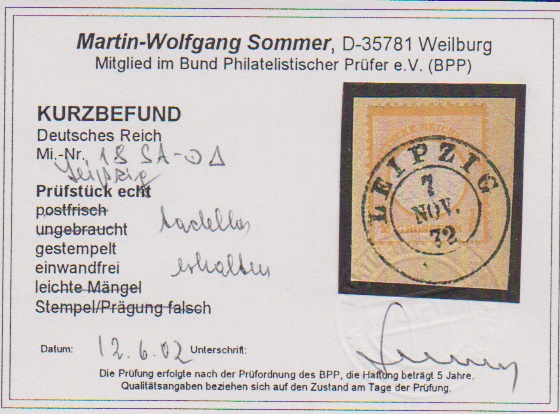 Martin-Wolfgang Sommer, D-35781 Weilburg
Mitglied im Bund Philatelistischer Prüfer e.V. (BPP)
KURZBEFUND
Deutsches Reich
Mi.-Nr. 18 SA-O△
Leipzig
Prüfstück echt
postfrisch
ungebraucht tadellos
gestempelt
einwandfrei erhalten
leichte Mängel
Stempel/Prägung falsch
Datum: 12.6.02 Unterschrift:
Die Prüfung erfolgte nach der Prüfordnung des BPP, die Haftung beträgt 5 Jahre.
Qualitätsangaben beziehen sich auf den Zustand am Tage der Prüfung.
LEIPZIG
7
NOV.
72